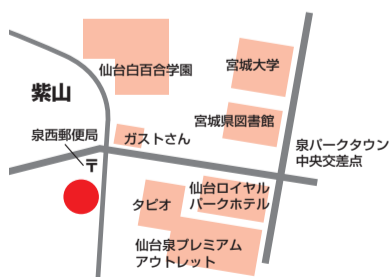 仙台白百合学園
宮城大学
紫山
宮城県図書館
泉西郵便局
ガストさん
泉パークタウン
中央交差点
〒
仙台ロイヤル
パークホテル
タピオ
仙台泉プレミアム
アウトレット